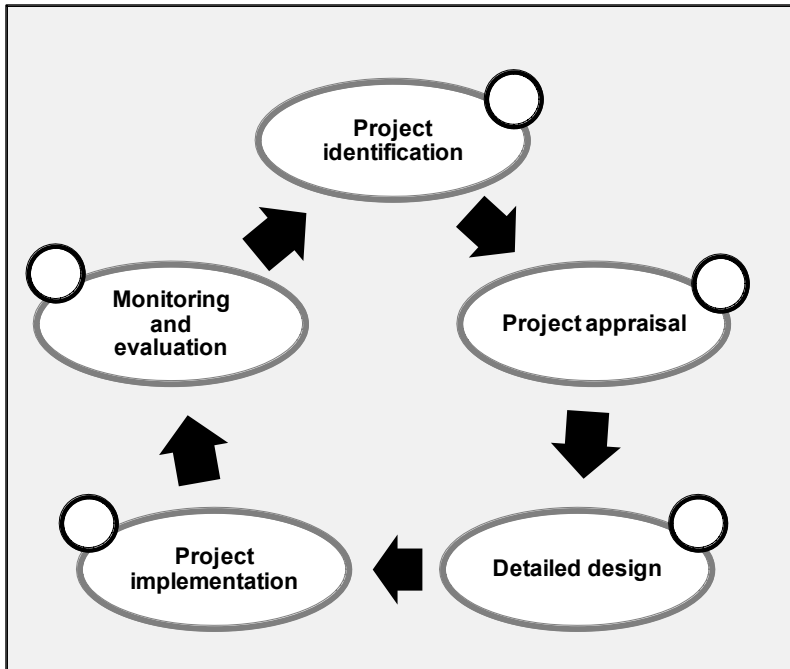 Project
identification
Project appraisal
Detailed design
Project
implementation
Monitoring
and
evaluation